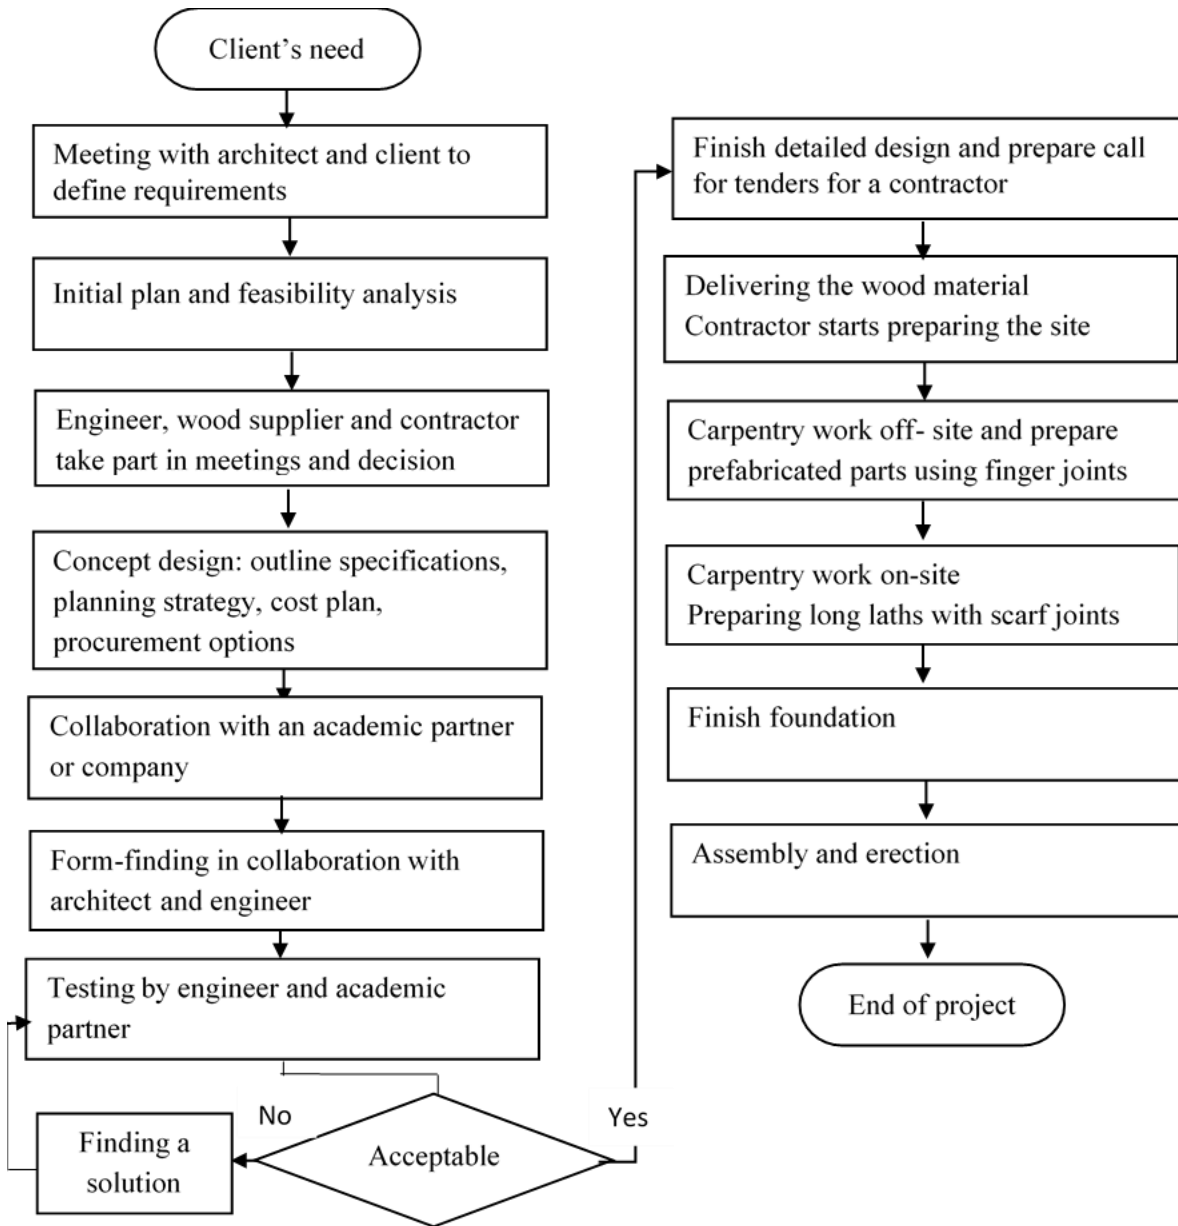 Client’s need
Meeting with architect and client to
define requirements
Initial plan and feasibility analysis
Engineer, wood supplier and contractor
take part in meetings and decision
Concept design: outline specifications,
planning strategy, cost plan,
procurement options
Collaboration with an academic partner
or company
Form-finding in collaboration with
architect and engineer
Testing by engineer and academic
partner
No
Yes
Acceptable
Finding a
solution
Finish detailed design and prepare call
for tenders for a contractor
Delivering the wood material
Contractor starts preparing the site
Carpentry work off- site and prepare
prefabricated parts using finger joints
Carpentry work on-site
Preparing long laths with scarf joints
Finish foundation
Assembly and erection
End of project